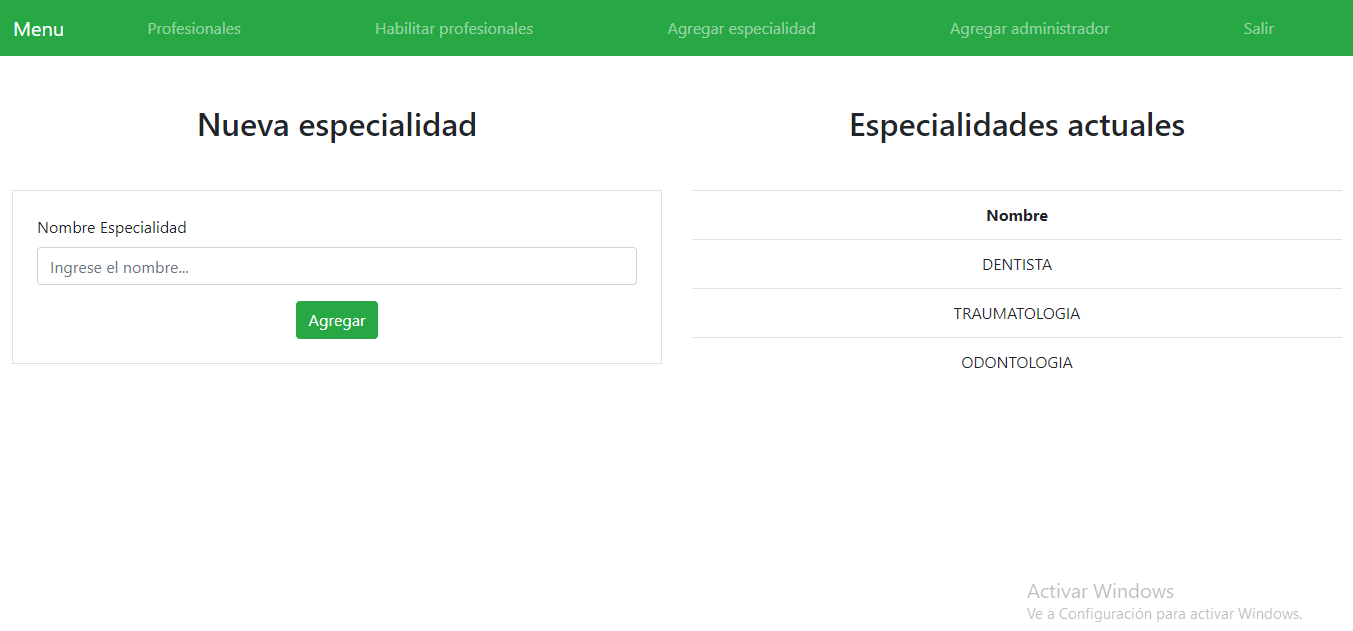 Menu Profesionales Habilitar profesionales Agregar especialidad Agregar administrador Salir
Nueva especialidad
Nombre Especialidad
Ingrese el nombre...
Agregar
Especialidades actuales
Nombre
DENTISTA
TRAUMATOLOGIA
ODONTOLOGIA
Activar Windows
Ve a Configuración para activar Windows.